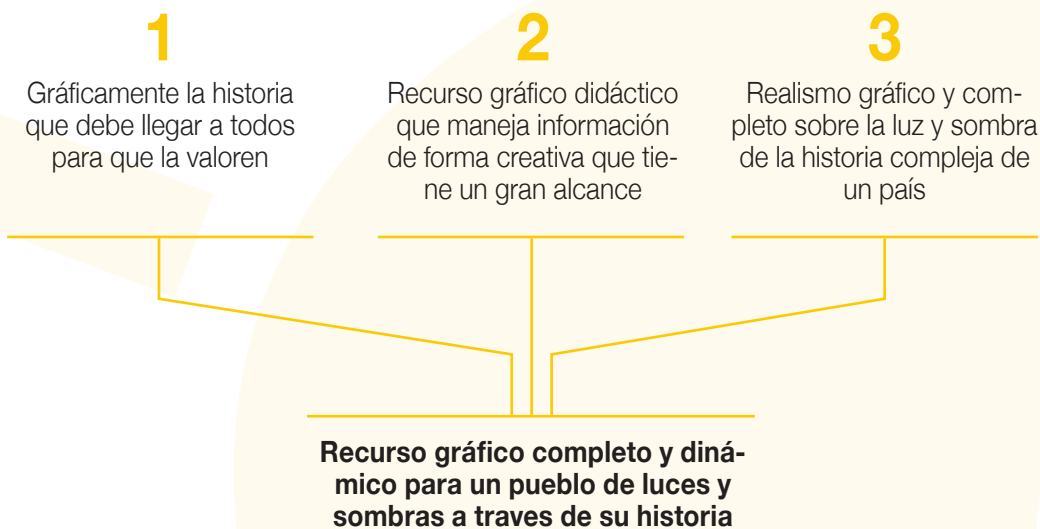 1
Gráficamente la historia
que debe llegar a todos
para que la valoren
2
Recurso gráfico didáctico
que maneja información
de forma creativa que tie-
ne un gran alcance
3
Realismo gráfico y com-
pleto sobre la luz y sombra
de la historia compleja de
un país
Recurso gráfico completo y diná-
mico para un pueblo de luces y
sombras a traves de su historia